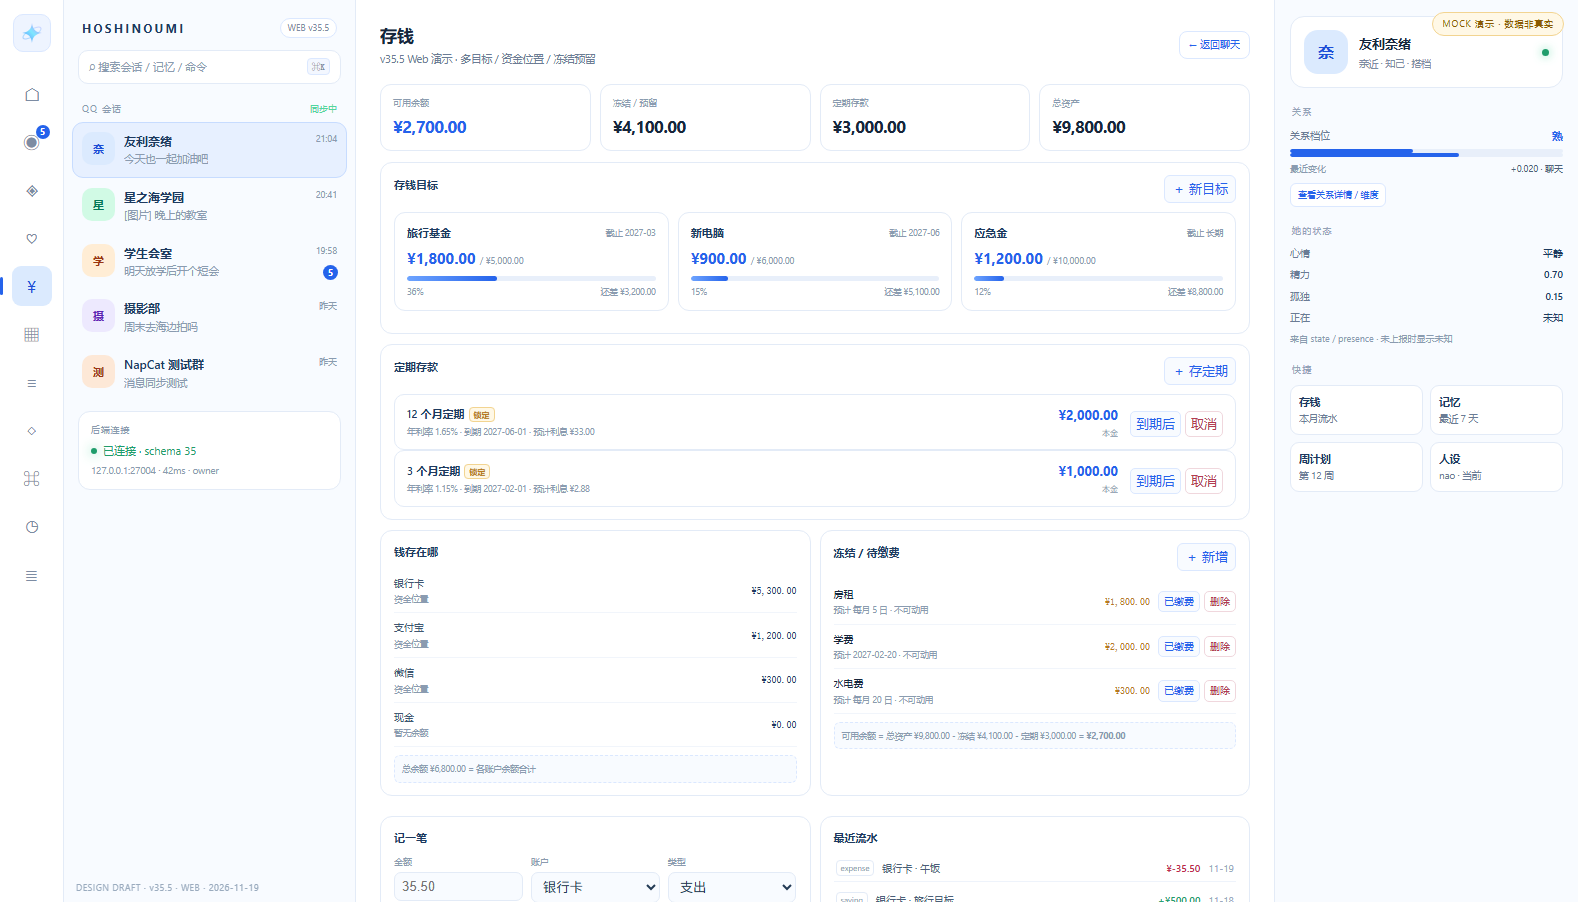 HOSHINOUMI
WEB v35.5
搜索会话 / 记忆 / 命令
⌘K
QQ 会话
同步中
奈
友利奈绪
21:04
今天也一起加油吧
星
星之海学园
20:41
[图片] 晚上的教室
学
学生会室
19:58
明天放学后开个短会
5
摄
摄影部
昨天
周末去海边拍吗
测
NapCat 测试群
昨天
消息同步测试
后端连接
已连接 · schema 35
127.0.0.1:27004 · 42ms · owner
DESIGN DRAFT · v35.5 · WEB · 2026-11-19
5
¥
存钱
v35.5 Web 演示 · 多目标 / 资金位置 / 冻结预留
← 返回聊天
可用余额
¥2,700.00
冻结 / 预留
¥4,100.00
定期存款
¥3,000.00
总资产
¥9,800.00
存钱目标
+ 新目标
旅行基金
截止 2027-03
¥1,800.00 / ¥5,000.00
36%
还差 ¥3,200.00
新电脑
截止 2027-06
¥900.00 / ¥6,000.00
15%
还差 ¥5,100.00
应急金
截止 长期
¥1,200.00 / ¥10,000.00
12%
还差 ¥8,800.00
定期存款
+ 存定期
12 个月定期 锁定
年利率 1.65% · 到期 2027-06-01 · 预计利息 ¥33.00
¥2,000.00
本金
到期后
取消
3 个月定期 锁定
年利率 1.15% · 到期 2027-02-01 · 预计利息 ¥2.88
¥1,000.00
本金
到期后
取消
钱存在哪
银行卡
资金位置
¥5,300.00
支付宝
资金位置
¥1,200.00
微信
资金位置
¥300.00
现金
暂无余额
¥0.00
总余额 ¥6,800.00 = 各账户余额合计
冻结 / 待缴费
+ 新增
房租
预计 每月 5 日 · 不可动用
¥1,800.00
已缴费
删除
学费
预计 2027-02-20 · 不可动用
¥2,000.00
已缴费
删除
水电费
预计 每月 20 日 · 不可动用
¥300.00
已缴费
删除
可用余额 = 总资产 ¥9,800.00 - 冻结 ¥4,100.00 - 定期 ¥3,000.00 = ¥2,700.00
记一笔
金额
账户
类型
35.50
银行卡
支出
最近流水
expense
银行卡 · 午饭
¥-35.50
11-19
saving
银行卡 · 旅行目标
+¥500.00
11-18
MOCK 演示 · 数据非真实
奈
友利奈绪
亲近 · 知己 · 搭档
关系
关系档位
熟
最近变化
+0.020 · 聊天
查看关系详情 / 维度
她的状态
心情
平静
精力
0.70
孤独
0.15
正在
未知
来自 state / presence · 未上报时显示未知
快捷
存钱
本月流水
记忆
最近 7 天
周计划
第 12 周
人设
nao · 当前